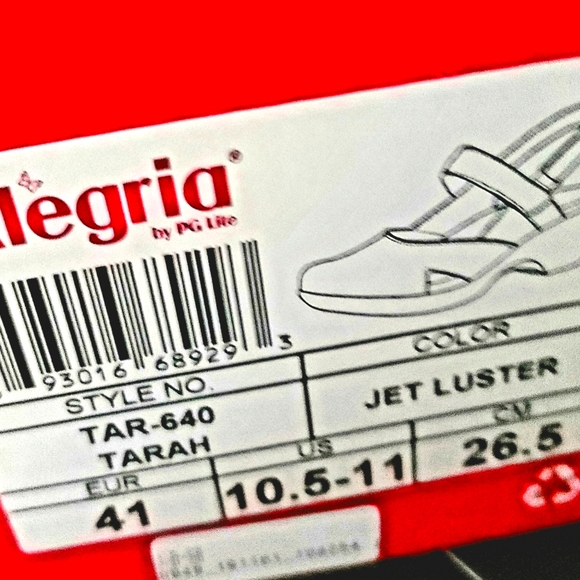 Alegria®
by PG Lite
93016 68929 3
STYLE NO.
TAR-640
TARAH
COLOR
JET LUSTER
EUR
41
US
10.5-11
CM
26.5